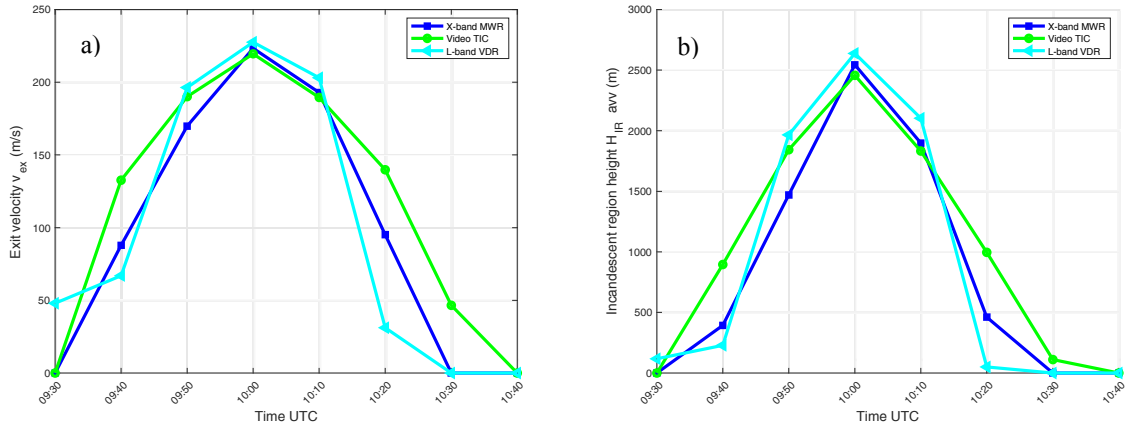 a)
X-band MWR
Video TIC
L-band VDR
Exit velocity v_ex (m/s)
250
200
150
100
50
0
09:30
09:40
09:50
10:00
10:10
10:20
10:30
10:40
Time UTC
b)
X-band MWR
Video TIC
L-band VDR
Incandescent region height H_IR avv (m)
3000
2500
2000
1500
1000
500
0
09:30
09:40
09:50
10:00
10:10
10:20
10:30
10:40
Time UTC